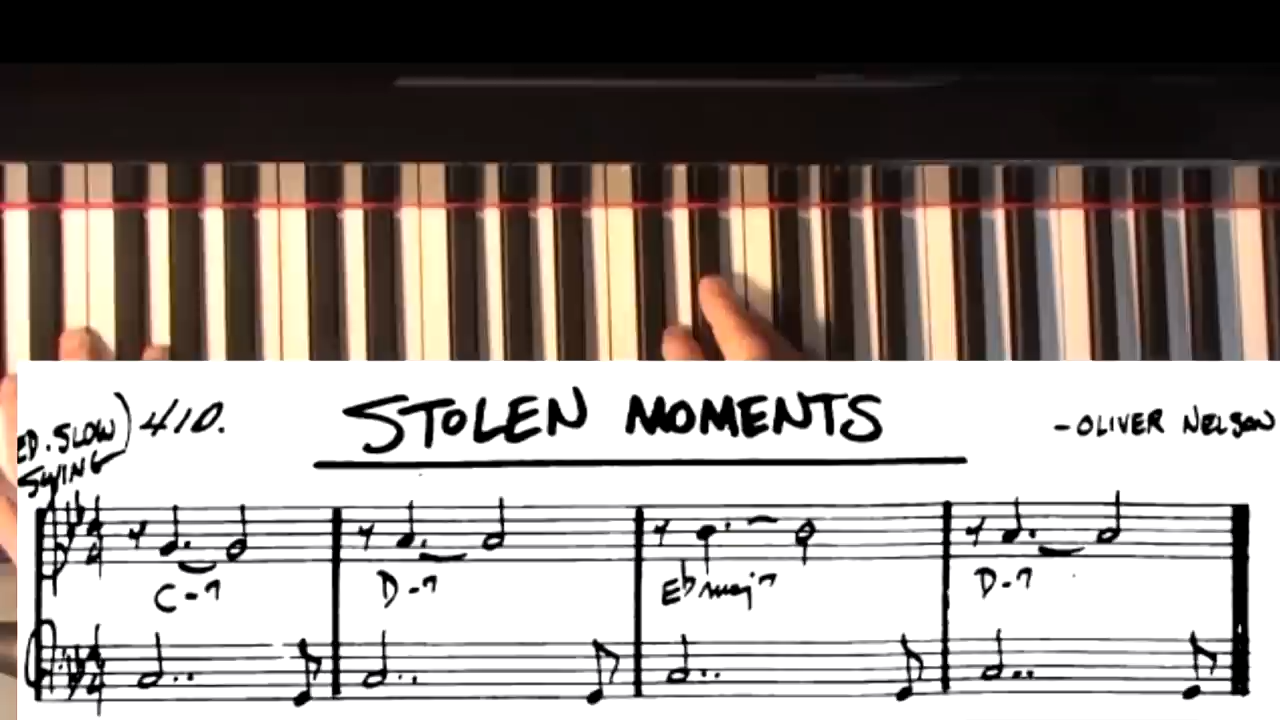 410.
STOLEN MOMENTS
-OLIVER NELSON
ED. SLOW
SWING
C-7
D-7
Eb maj7
D-7